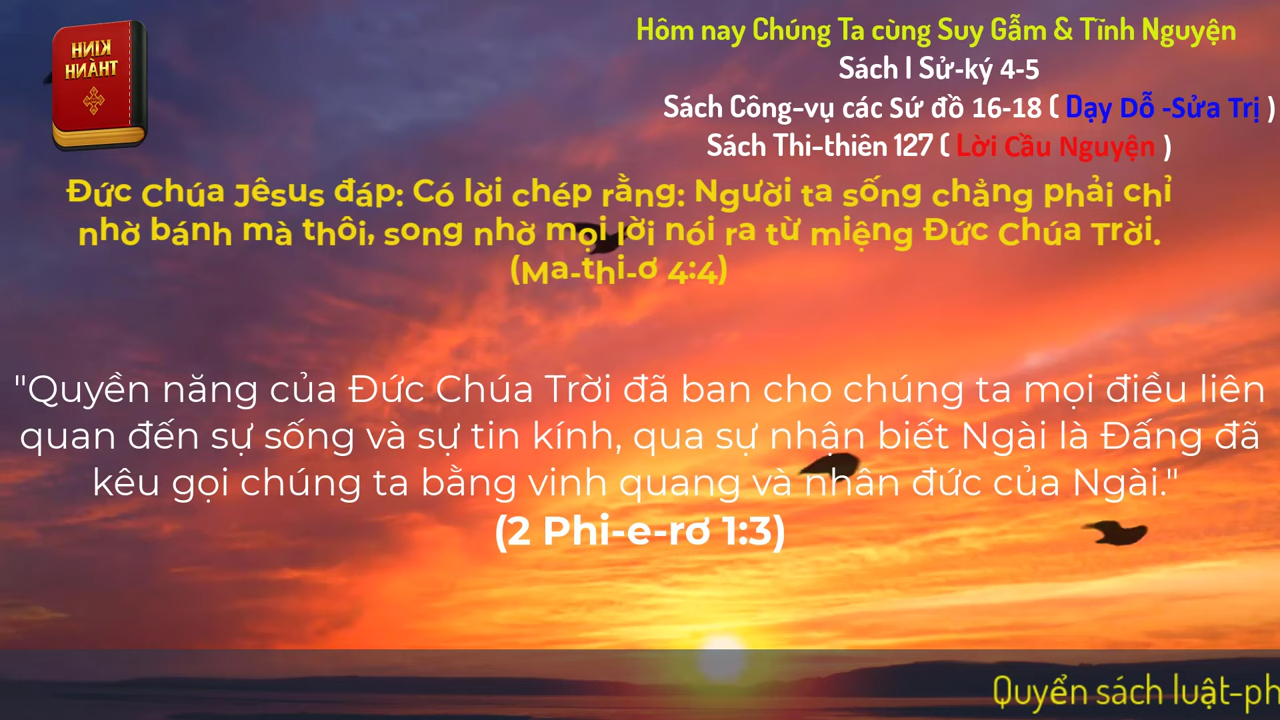 KINH
THÀNH
Hôm nay Chúng Ta cùng Suy Gẫm & Tĩnh Nguyện
Sách I Sử-ký 4-5
Sách Công-vụ các Sứ đồ 16-18 ( Dạy Dỗ -Sửa Trị )
Sách Thi-thiên 127 ( Lời Cầu Nguyện )
Đức Chúa Jêsus đáp: Có lời chép rằng: Người ta sống chẳng phải chỉ
nhờ bánh mà thôi, song nhờ mọi lời nói ra từ miệng Đức Chúa Trời.
(Ma-thi-ơ 4:4)
"Quyền năng của Đức Chúa Trời đã ban cho chúng ta mọi điều liên
quan đến sự sống và sự tin kính, qua sự nhận biết Ngài là Đấng đã
kêu gọi chúng ta bằng vinh quang và nhân đức của Ngài."
(2 Phi-e-rơ 1:3)
Quyển sách luật-ph